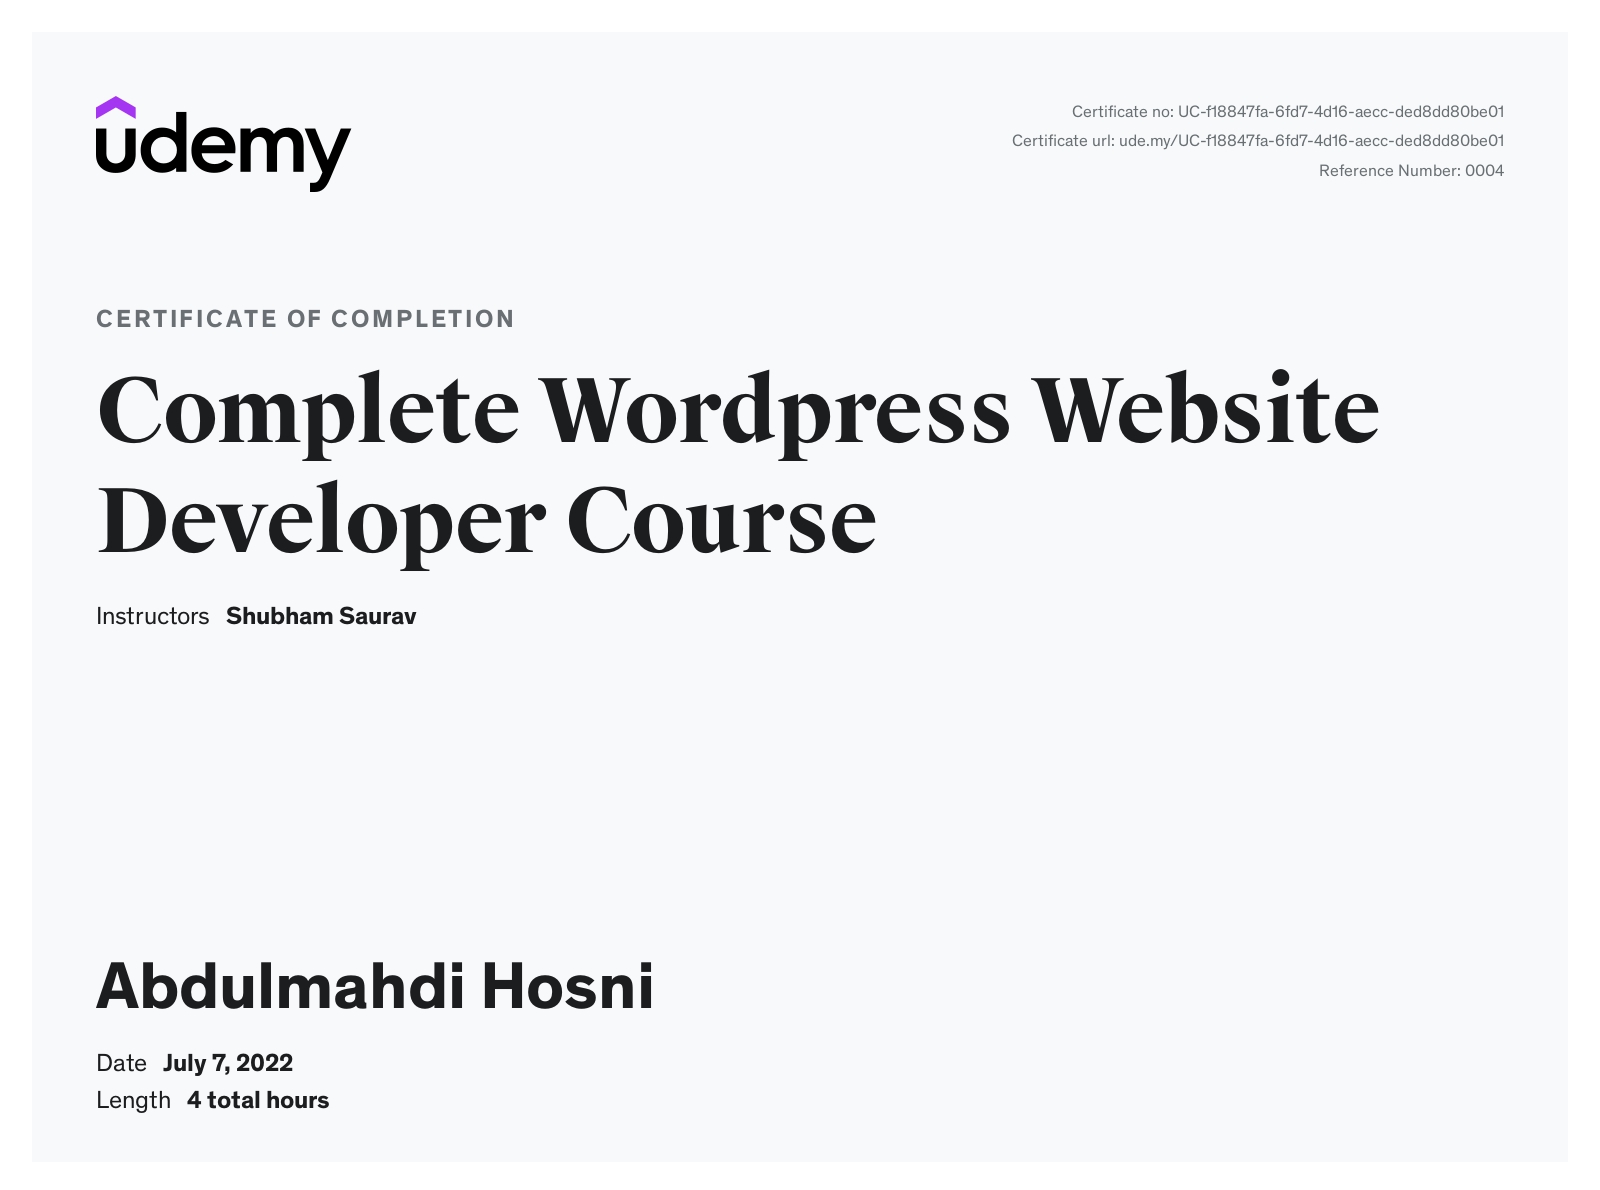 udemy
Certificate no: UC-f18847fa-6fd7-4d16-aecc-ded8dd80be01
Certificate url: ude.my/UC-f18847fa-6fd7-4d16-aecc-ded8dd80be01
Reference Number: 0004
CERTIFICATE OF COMPLETION
Complete Wordpress Website
Developer Course
Instructors Shubham Saurav
Abdulmahdi Hosni
Date July 7, 2022
Length 4 total hours